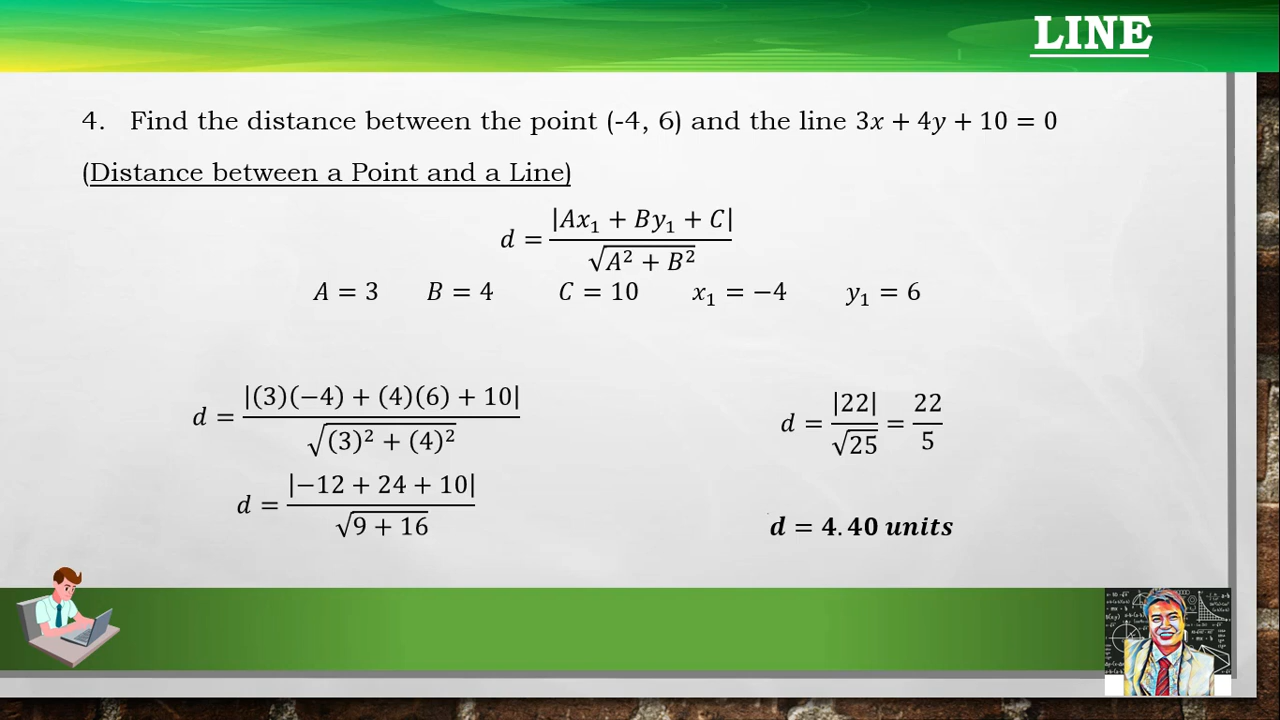 LINE
4. Find the distance between the point (-4, 6) and the line 3x + 4y + 10 = 0
(Distance between a Point and a Line)
d = |Ax₁ + By₁ + C| / √(A² + B²)
A = 3 B = 4 C = 10 x₁ = −4 y₁ = 6
d = |(3)(−4) + (4)(6) + 10| / √((3)² + (4)²)
d = |−12 + 24 + 10| / √(9 + 16)
d = |22| / √25 = 22 / 5
d = 4.40 units